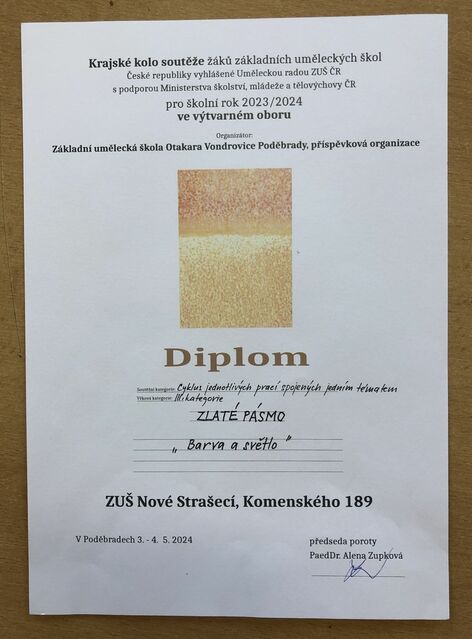 Krajské kolo soutěže žáků základních uměleckých škol
České republiky vyhlášené Uměleckou radou ZUŠ ČR
s podporou Ministerstva školství, mládeže a tělovýchovy ČR
pro školní rok 2023/2024
ve výtvarném oboru
Organizátor:
Základní umělecká škola Otakara Vondrovice Poděbrady, příspěvková organizace
Diplom
Soutěžní kategorie: Cyklus jednotlivých prací spojených jedním tématem
Věková kategorie: III. kategorie
ZLATÉ PÁSMO
„Barva a světlo"
ZUŠ Nové Strašecí, Komenského 189
V Poděbradech 3. - 4. 5. 2024
předseda poroty
PaedDr. Alena Zupková